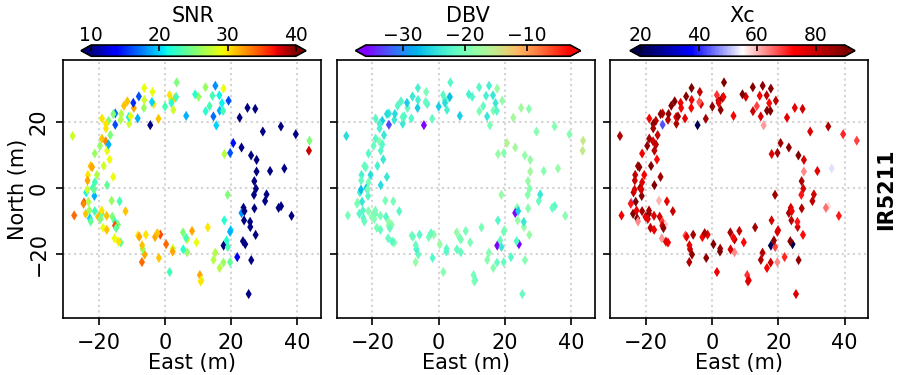 SNR
DBV
Xc
10 20 30 40
−30 −20 −10
20 40 60 80
North (m)
20
0
−20
IR5211
−20 0 20 40
−20 0 20 40
−20 0 20 40
East (m)
East (m)
East (m)